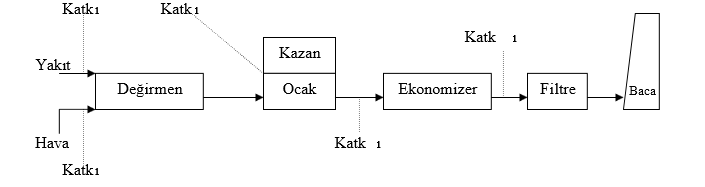 Katkı
Katkı
Kazan
Katk ı
Yakıt
Değirmen
Ocak
Ekonomizer
Filtre
Baca
Hava
Katk ı
Katkı